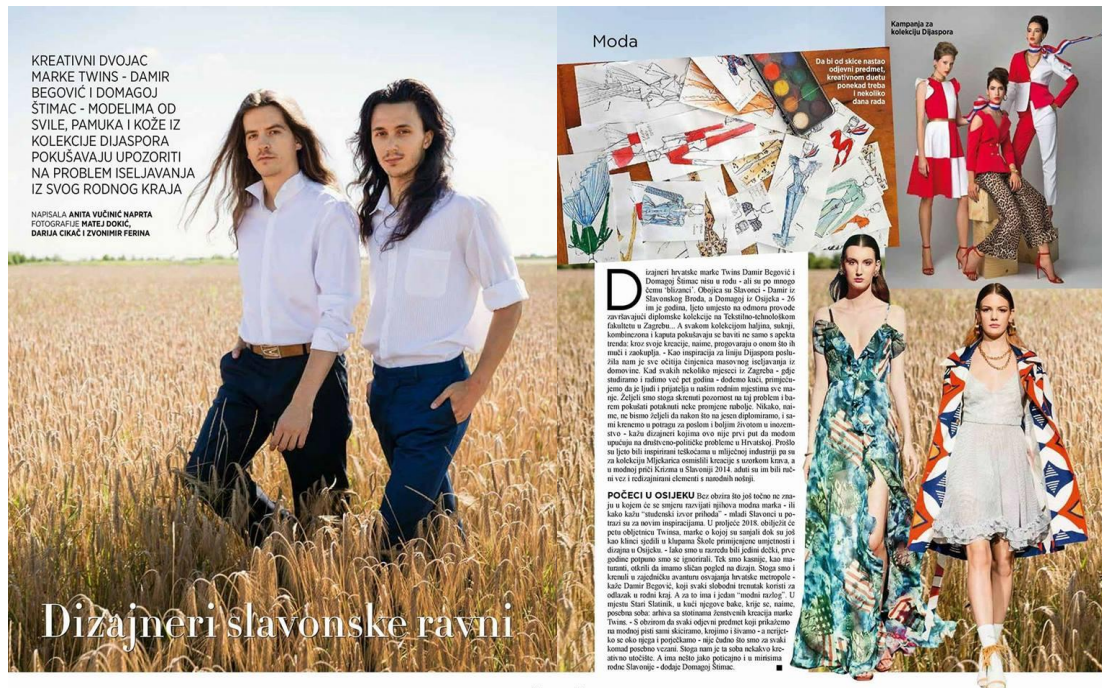 KREATIVNI DVOJAC
MARKE TWINS - DAMIR
BEGOVIĆ I DOMAGOJ
ŠTIMAC - MODELIMA OD
SVILE, PAMUKA I KOŽE IZ
KOLEKCIJE DIJASPORA
POKUŠAVAJU UPOZORITI
NA PROBLEM ISELJAVANJA
IZ SVOG RODNOG KRAJA
NAPISALA ANITA VUČINIĆ NAPRTA
FOTOGRAFIJE MATEJ DOKIĆ,
DARIJA CIKAČ I ZVONIMIR FERINA
Dizajneri slavonske ravni
Moda
Da bi od skice nastao
odjevni predmet,
kreativnom duetu
ponekad treba
i nekoliko
dana rada
Kampanja za
kolekciju Dijaspora
Dizajneri hrvatske marke Twins Damir Begović i
Domagoj Štimac nisu u rodu - ali su po mnogo
čemu ‘blizanci’. Obojica su Slavonci - Damir iz
Slavonskog Broda, a Domagoj iz Osijeka - 26
im je godina, ljeto umjesto na odmoru provode
završavajući diplomske kolekcije na Tekstilno-tehnološkom
fakultetu u Zagrebu... A svakom kolekcijom haljina, suknji,
kombinezona i kaputa pokušavaju se baviti ne samo s apekta
trenda: kroz svoje kreacije, naime, progovaraju o onom što ih
muči i zaokuplja. - Kao inspiracija za liniju Dijaspora poslu-
žila nam je sve očitija činjenica masovnog iseljavanja iz
domovine. Kad svakih nekoliko mjeseci iz Zagreba - gdje
studiramo i radimo već pet godina - dođemo kući, primjeću-
jemo da je ljudi i prijatelja u našim rodnim mjestima sve ma-
nje. Željeli smo stoga skrenuti pozornost na taj problem i ba-
rem pokušati potaknuti neke promjene nabolje. Nikako, nai-
me, ne bismo željeli da nakon što na jesen diplomiramo, i sa-
mi krenemo u potragu za poslom i boljim životom u inozem-
stvo - kažu dizajneri kojima ovo nije prvi put da modom
upućuju na društveno-političke probleme u Hrvatskoj. Prošlo
su ljeto bili inspirirani teškoćama u mliječnoj industriji pa su
za kolekciju Mljekarica osmislili kreacije s uzorkom krava, a
u modnoj priči Krizma u Slavoniji 2014. aduti su im bili ruč-
ni vez i redizajnirani elementi s narodnih nošnji.
POČECI U OSIJEKU Bez obzira što još točno ne zna-
ju u kojem će se smjeru razvijati njihova modna marka - ili
kako kažu “studenski izvor prihoda” - mladi Slavonci u po-
trazi su za novim inspiracijama. U proljeće 2018. obilježit će
petu obljetnicu Twinsa, marke o kojoj su sanjali dok su još
kao klinci sjedili u klupama Škole primijenjene umjetnosti i
dizajna u Osijeku. - Iako smo u razredu bili jedini dečki, prve
godine potpuno smo se ignorirali. Tek smo kasnije, kao ma-
turanti, otkrili da imamo sličan pogled na dizajn. Stoga smo i
krenuli u zajedničku avanturu osvajanja hrvatske metropole -
kaže Damir Begović, koji svaki slobodni trenutak koristi za
odlazak u rodni kraj. A za to ima i jedan “modni razlog”. U
mjestu Stari Slatinik, u kući njegove bake, krije se, naime,
posebna soba: arhiva sa stotinama ženstvenih kreacija marke
Twins. - S obzirom da svaki odjevni predmet koji prikažemo
na modnoj pisti sami skiciramo, krojimo i šivamo - a nerijet-
ko se oko njega i porječkamo - nije čudno što smo za svaki
komad posebno vezani. Stoga nam je ta soba nekakvo kre-
ativno utočište. A ima nešto jako poticajno i u mirisima
rodne Slavonije - dodaje Domagoj Štimac.